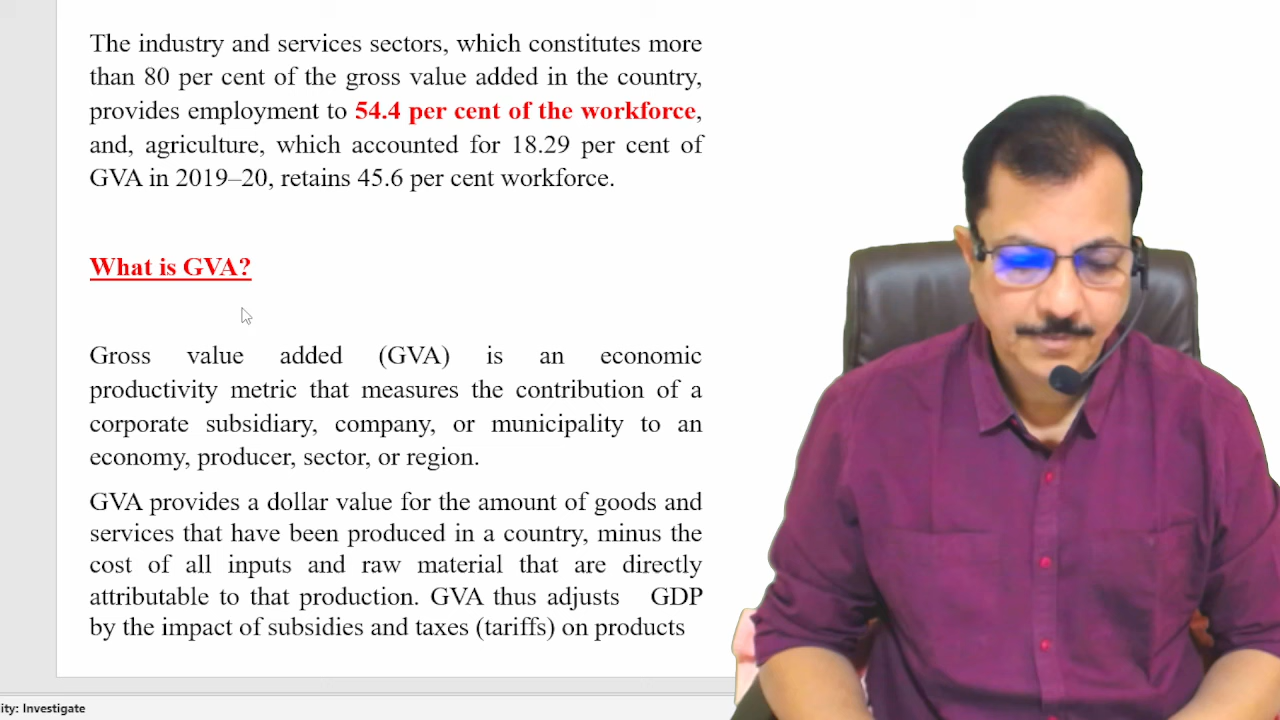 The industry and services sectors, which constitutes more
than 80 per cent of the gross value added in the country,
provides employment to 54.4 per cent of the workforce,
and, agriculture, which accounted for 18.29 per cent of
GVA in 2019–20, retains 45.6 per cent workforce.
What is GVA?
Gross value added (GVA) is an economic
productivity metric that measures the contribution of a
corporate subsidiary, company, or municipality to an
economy, producer, sector, or region.
GVA provides a dollar value for the amount of goods and
services that have been produced in a country, minus the
cost of all inputs and raw material that are directly
attributable to that production. GVA thus adjusts GDP
by the impact of subsidies and taxes (tariffs) on products
ity: Investigate